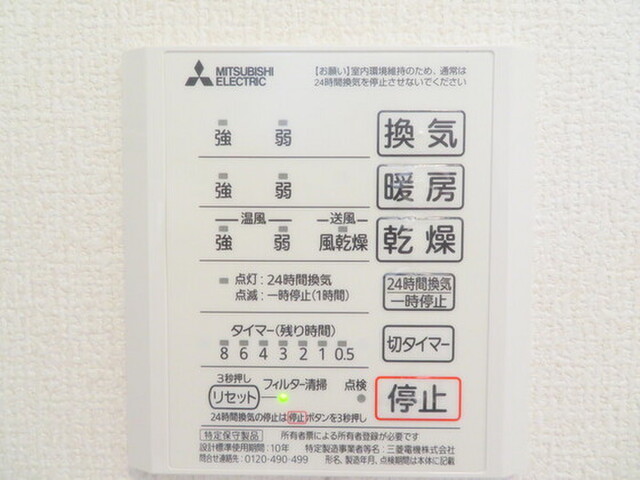 MITSUBISHI
ELECTRIC
【お願い】室内環境維持のため、通常は
24時間換気を停止させないでください
強 弱 換気
強 弱 暖房
温風 送風
強 弱 風乾燥 乾燥
点灯:24時間換気
点滅:一時停止(1時間)
24時間換気
一時停止
タイマー(残り時間)
8 6 4 3 2 1 0.5
切タイマー
3秒押し
リセット フィルター清掃 点検
停止
24時間換気の停止は停止ボタンを3秒押し
特定保守製品 所有者票による所有者登録が必要です
設計標準使用期間:10年 特定製造事業者等名:三菱電機株式会社
問合せ連絡先:0120-490-499 形名、製造年月、点検期間は本体に記載